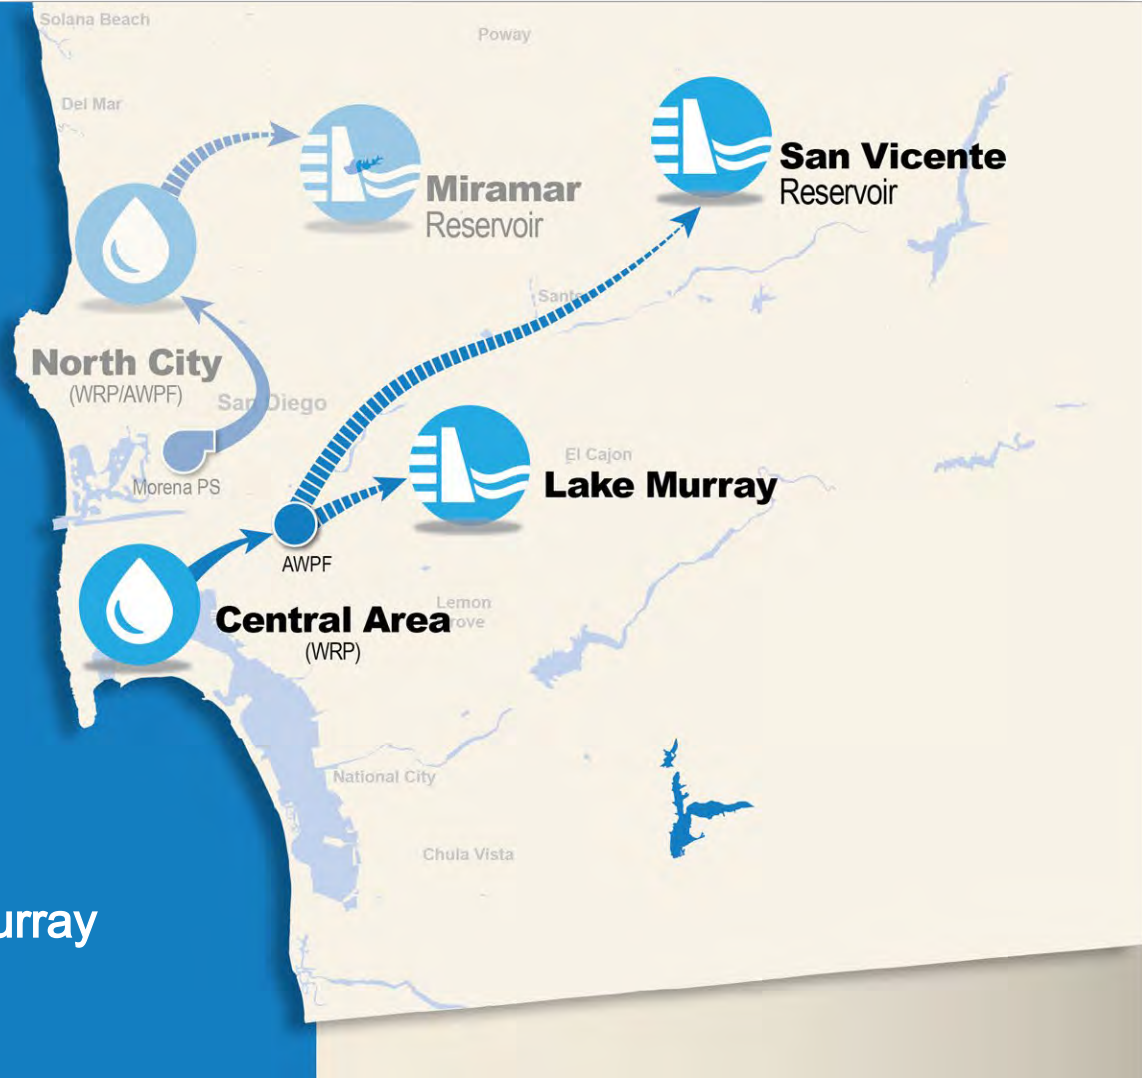 Solana Beach
Poway
Del Mar
San Vicente
Reservoir
Miramar
Reservoir
North City
(WRP/AWPF)
San Diego
El Cajon
Morena PS
Lake Murray
AWPF
Lemon
Central Area
(WRP)
National City
Chula Vista
urray